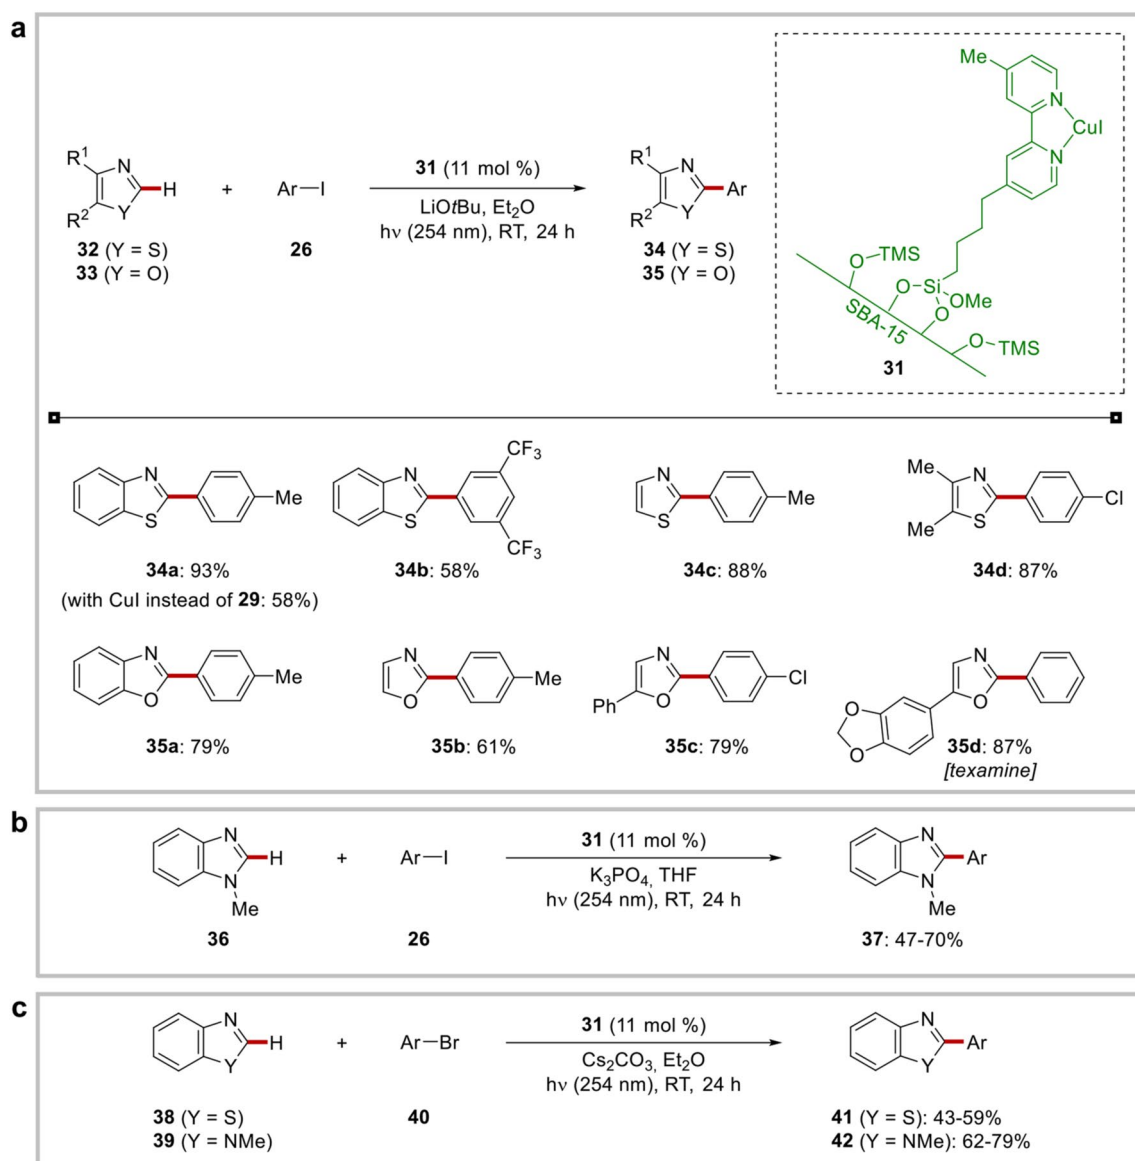 a
R¹ N H R² Y
32 (Y = S)
33 (Y = O)
+
Ar I
26
31 (11 mol %)
LiOtBu, Et₂O
hν (254 nm), RT, 24 h
R¹ N Ar R² Y
34 (Y = S)
35 (Y = O)
Me N CuI N
O TMS
O Si OMe O
SBA-15
O TMS
31
N S Me
34a: 93%
(with CuI instead of 29: 58%)
N S CF₃ CF₃
34b: 58%
N S Me
34c: 88%
Me N Me S Cl
34d: 87%
N O Me
35a: 79%
N O Me
35b: 61%
N Ph O Cl
35c: 79%
O O N O
35d: 87%
[texamine]
b
N H N Me
36
+
Ar I
26
31 (11 mol %)
K₃PO₄, THF
hν (254 nm), RT, 24 h
N Ar N Me
37: 47-70%
c
N H Y
38 (Y = S)
39 (Y = NMe)
+
Ar Br
40
31 (11 mol %)
Cs₂CO₃, Et₂O
hν (254 nm), RT, 24 h
N Ar Y
41 (Y = S): 43-59%
42 (Y = NMe): 62-79%